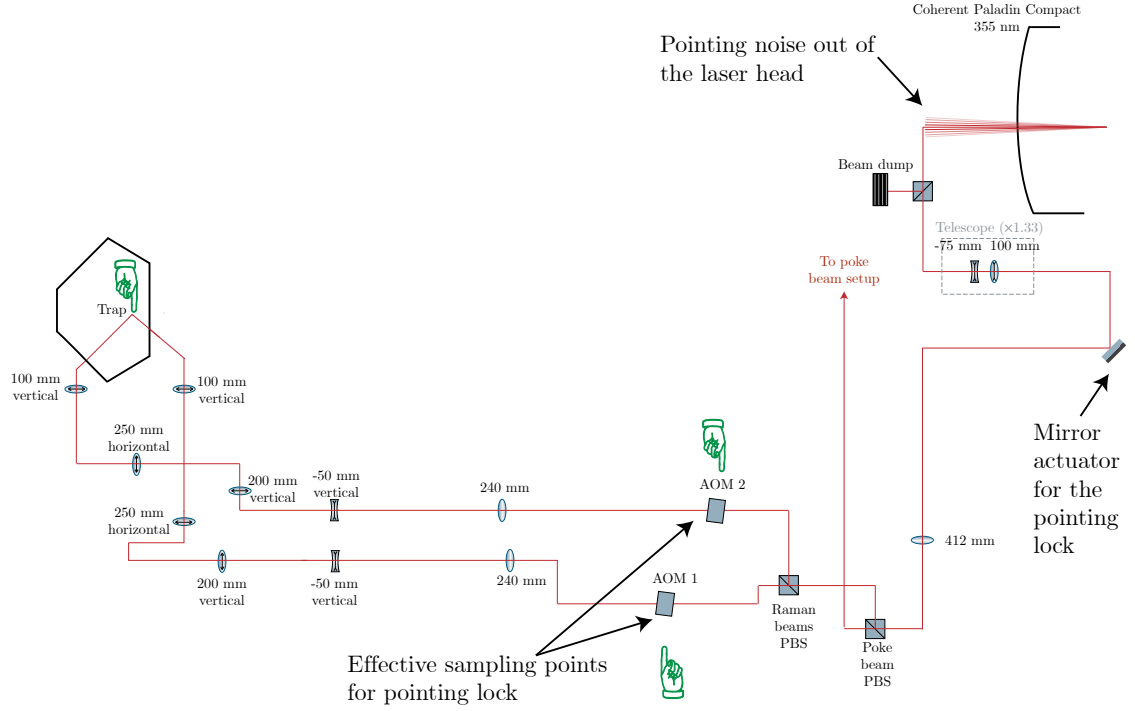 Coherent Paladin Compact
355 nm
Pointing noise out of
the laser head
Beam dump
Telescope (×1.33)
-75 mm
100 mm
To poke
beam setup
Trap
100 mm
vertical
100 mm
vertical
250 mm
horizontal
200 mm
vertical
-50 mm
vertical
240 mm
AOM 2
Mirror
actuator
for the
pointing
lock
412 mm
250 mm
horizontal
200 mm
vertical
-50 mm
vertical
240 mm
AOM 1
Raman
beams
PBS
Poke
beam
PBS
Effective sampling points
for pointing lock